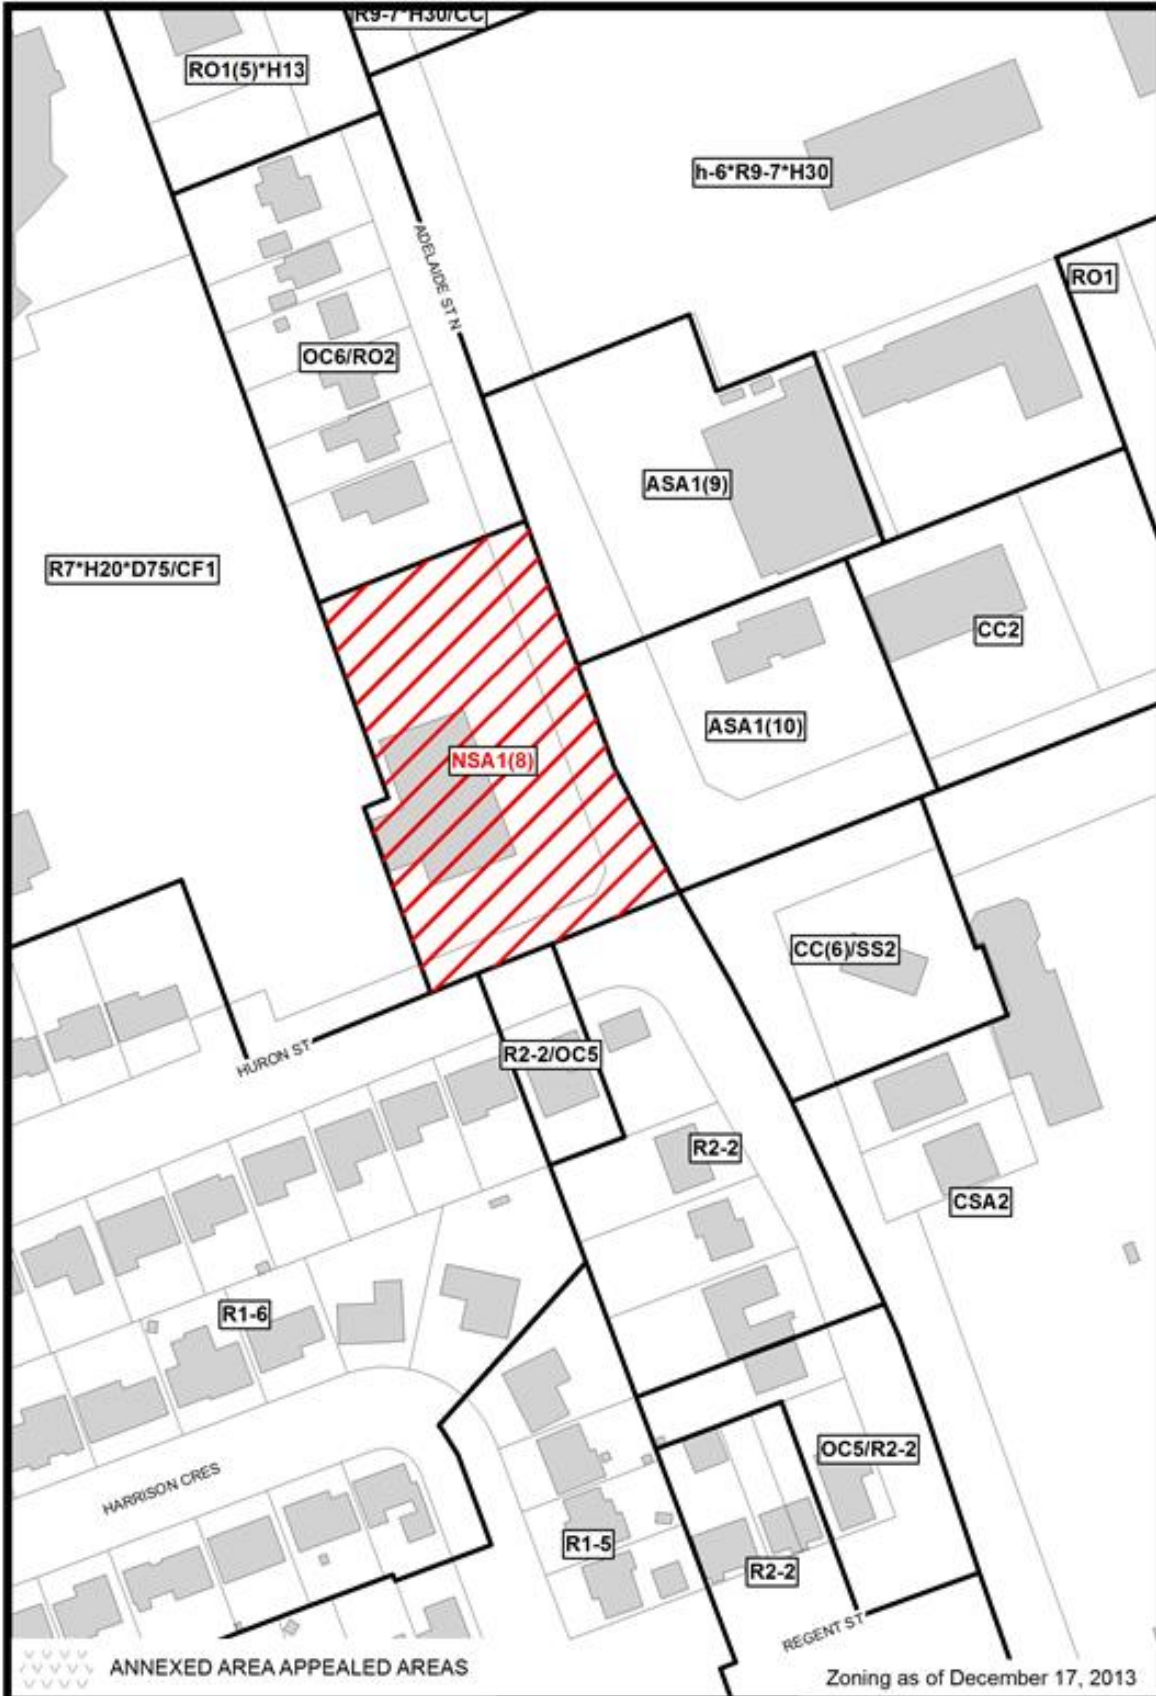 R9-7*H30/CC
RO1(5)*H13
h-6*R9-7*H30
RO1
ADELAIDE ST N
OC6/RO2
ASA1(9)
R7*H20*D75/CF1
CC2
ASA1(10)
NSA1(8)
CC(6)/SS2
HURON ST
R2-2/OC5
R2-2
CSA2
R1-6
OC5/R2-2
HARRISON CRES
R1-5
R2-2
REGENT ST
ANNEXED AREA APPEALED AREAS
Zoning as of December 17, 2013